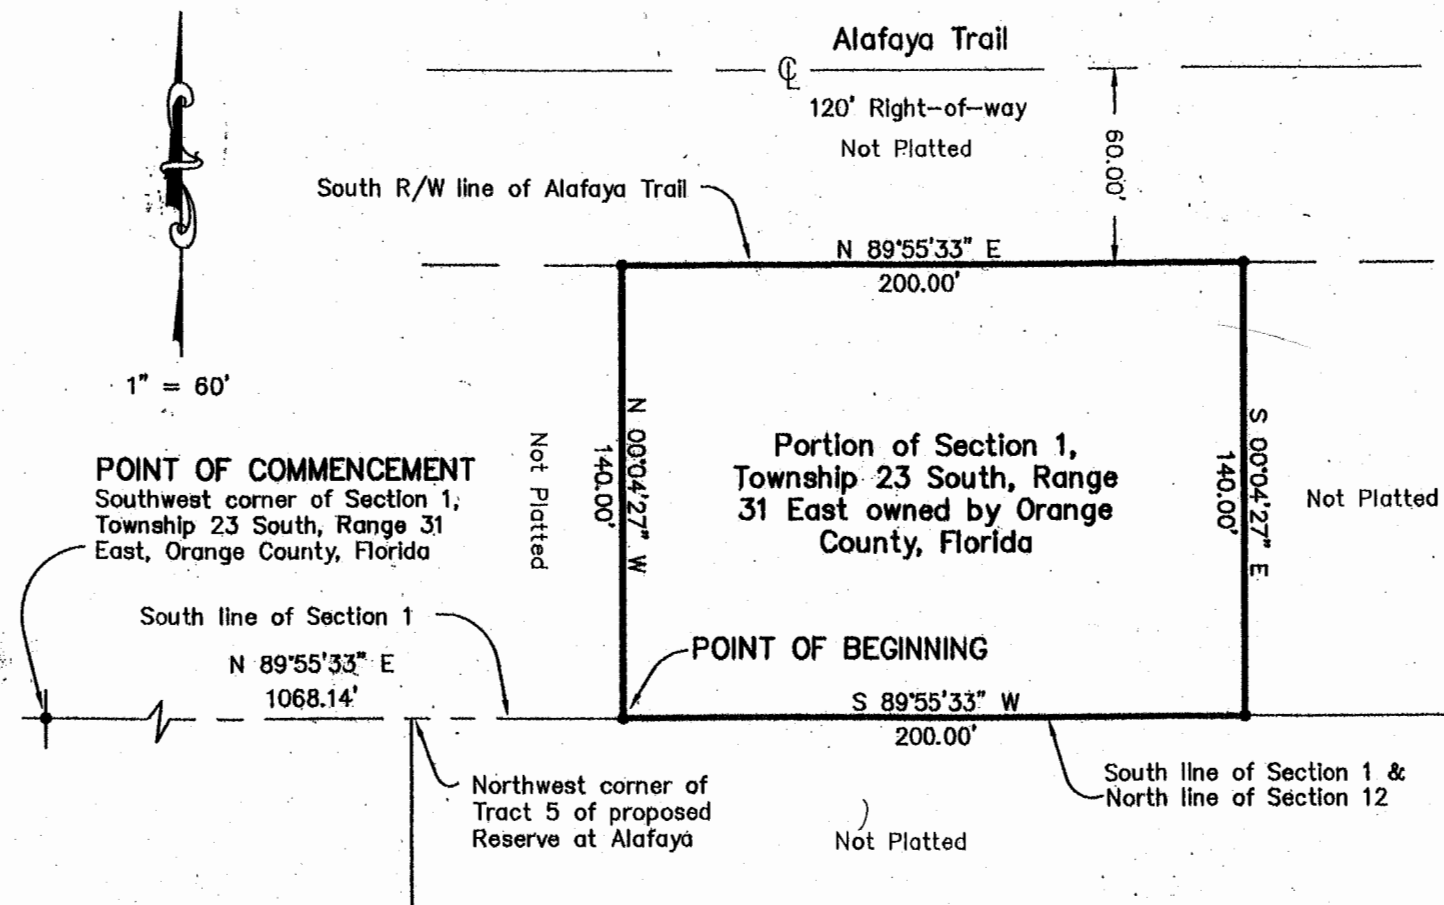 Alafaya Trail
℄
120' Right-of-way
Not Platted
60.00'
South R/W line of Alafaya Trail
N 89°55'33" E
200.00'
1" = 60'
POINT OF COMMENCEMENT
Southwest corner of Section 1,
Township 23 South, Range 31
East, Orange County, Florida
Not Platted
N 00°04'27" W
140.00'
Portion of Section 1,
Township 23 South, Range
31 East owned by Orange
County, Florida
S 00°04'27" E
140.00'
Not Platted
South line of Section 1
N 89°55'33" E
1068.14'
POINT OF BEGINNING
S 89°55'33" W
200.00'
Northwest corner of
Tract 5 of proposed
Reserve at Alafaya
Not Platted
South line of Section 1 &
North line of Section 12